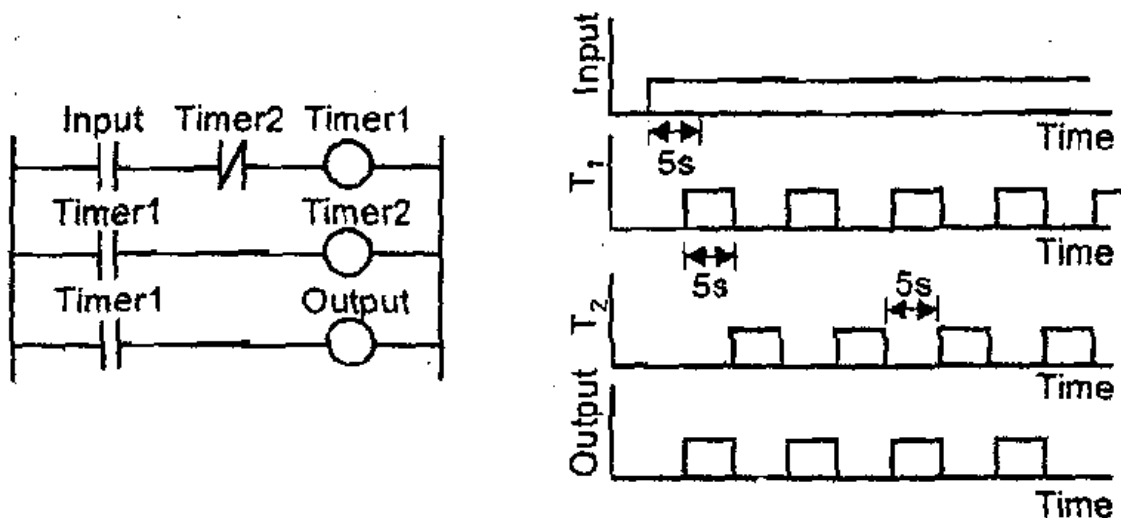 Input Timer2 Timer1
Timer1 Timer2
Timer1 Output
Input
Time
5s
T1
Time
5s
5s
T2
Time
Output
Time